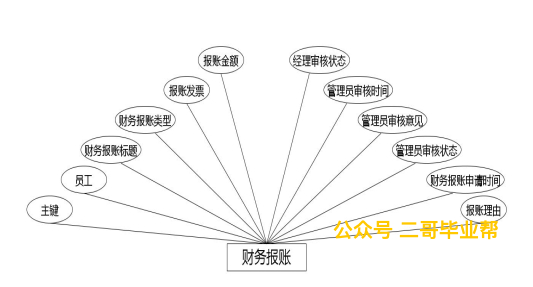 报账金额
经理审核状态
报账发票
管理员审核时间
财务报账类型
管理员审核意见
财务报账标题
管理员审核状态
员工
财务报账申请时间
主键
报账理由
公众号 二哥毕业帮
财务报账